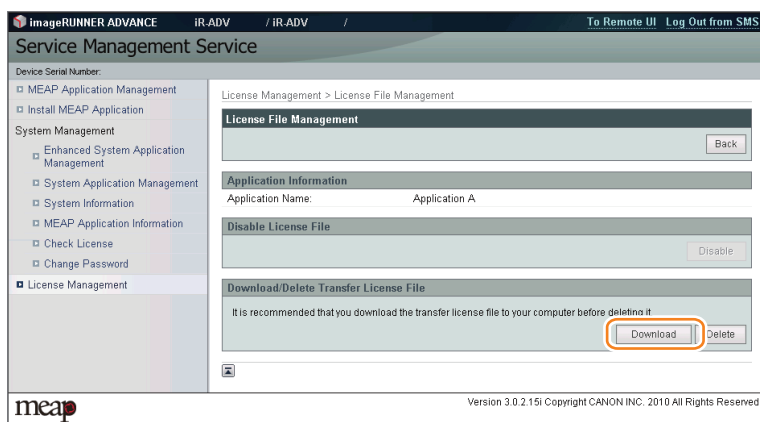 imageRUNNER ADVANCE iR-ADV / iR-ADV / To Remote UI Log Out from SMS
Service Management Service
Device Serial Number:
MEAP Application Management
Install MEAP Application
System Management
Enhanced System Application
Management
System Application Management
System Information
MEAP Application Information
Check License
Change Password
License Management
License Management > License File Management
License File Management
Back
Application Information
Application Name: Application A
Disable License File
Disable
Download/Delete Transfer License File
It is recommended that you download the transfer license file to your computer before deleting it.
Download Delete
meap Version 3.0.2.15i Copyright CANON INC. 2010 All Rights Reserved